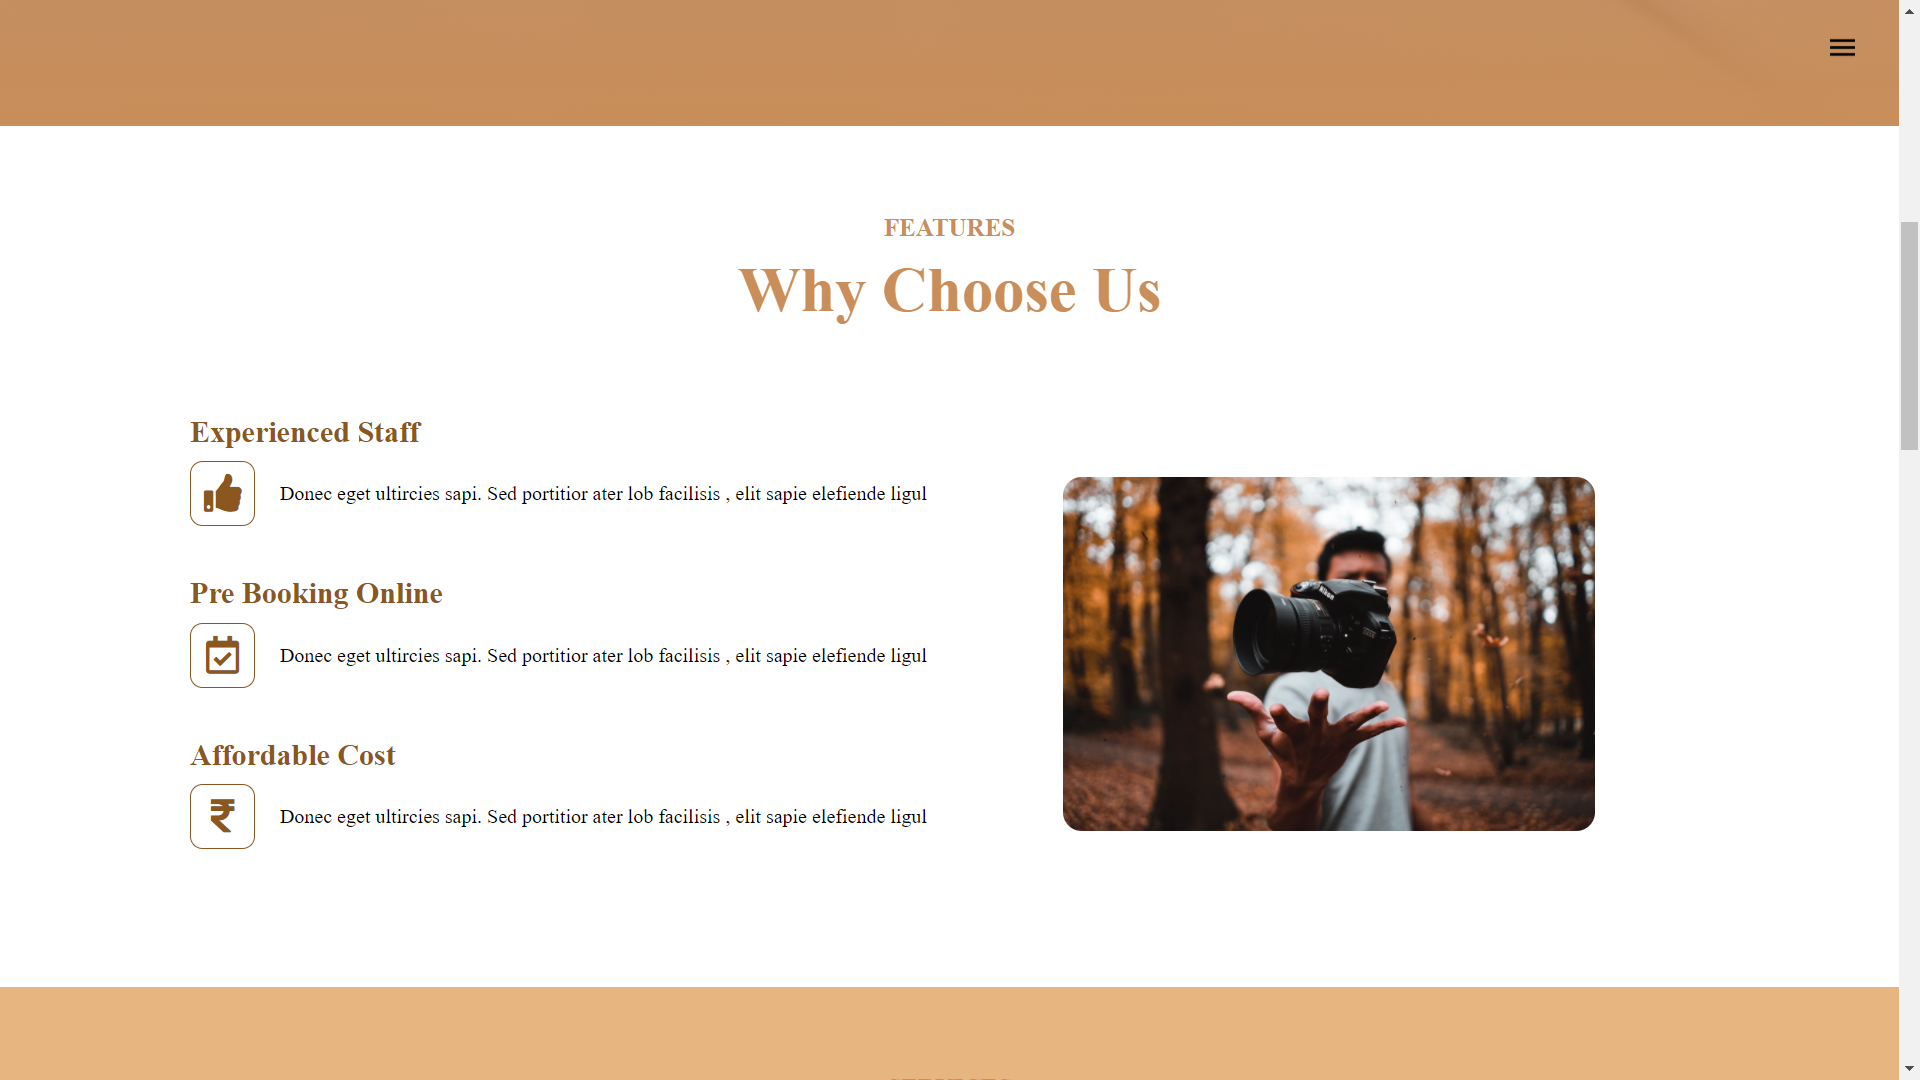 FEATURES
Why Choose Us
Experienced Staff
Donec eget ultircies sapi. Sed portitior ater lob facilisis , elit sapie elefiende ligul
Pre Booking Online
Donec eget ultircies sapi. Sed portitior ater lob facilisis , elit sapie elefiende ligul
Affordable Cost
₹
Donec eget ultircies sapi. Sed portitior ater lob facilisis , elit sapie elefiende ligul
Nikon